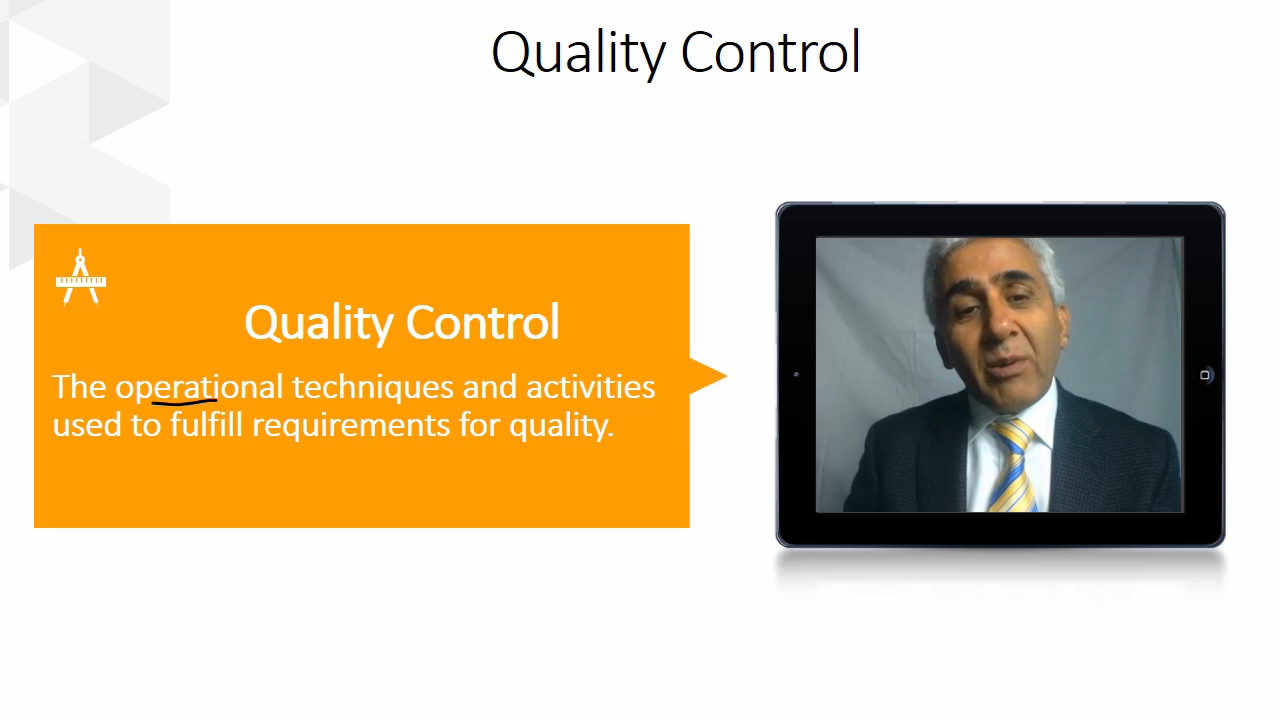 Quality Control
Quality Control
The operational techniques and activities
used to fulfill requirements for quality.